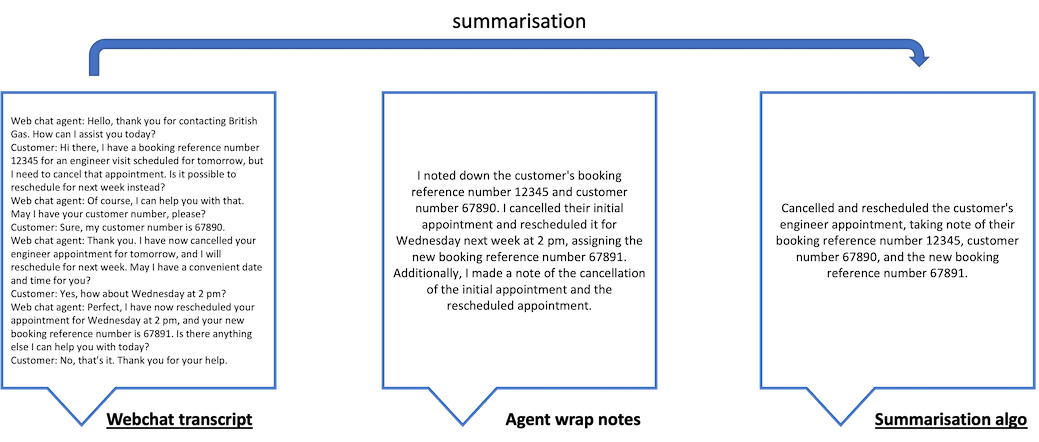 summarisation
Web chat agent: Hello, thank you for contacting British
Gas. How can I assist you today?
Customer: Hi there, I have a booking reference number
12345 for an engineer visit scheduled for tomorrow, but
I need to cancel that appointment. Is it possible to
reschedule for next week instead?
Web chat agent: Of course, I can help you with that.
May I have your customer number, please?
Customer: Sure, my customer number is 67890.
Web chat agent: Thank you. I have now cancelled your
engineer appointment for tomorrow, and I will
reschedule for next week. May I have a convenient date
and time for you?
Customer: Yes, how about Wednesday at 2 pm?
Web chat agent: Perfect, I have now rescheduled your
appointment for Wednesday at 2 pm, and your new
booking reference number is 67891. Is there anything
else I can help you with today?
Customer: No, that's it. Thank you for your help.
Webchat transcript
I noted down the customer's booking
reference number 12345 and customer
number 67890. I cancelled their initial
appointment and rescheduled it for
Wednesday next week at 2 pm, assigning the
new booking reference number 67891.
Additionally, I made a note of the cancellation
of the initial appointment and the
rescheduled appointment.
Agent wrap notes
Cancelled and rescheduled the customer's
engineer appointment, taking note of their
booking reference number 12345, customer
number 67890, and the new booking
reference number 67891.
Summarisation algo